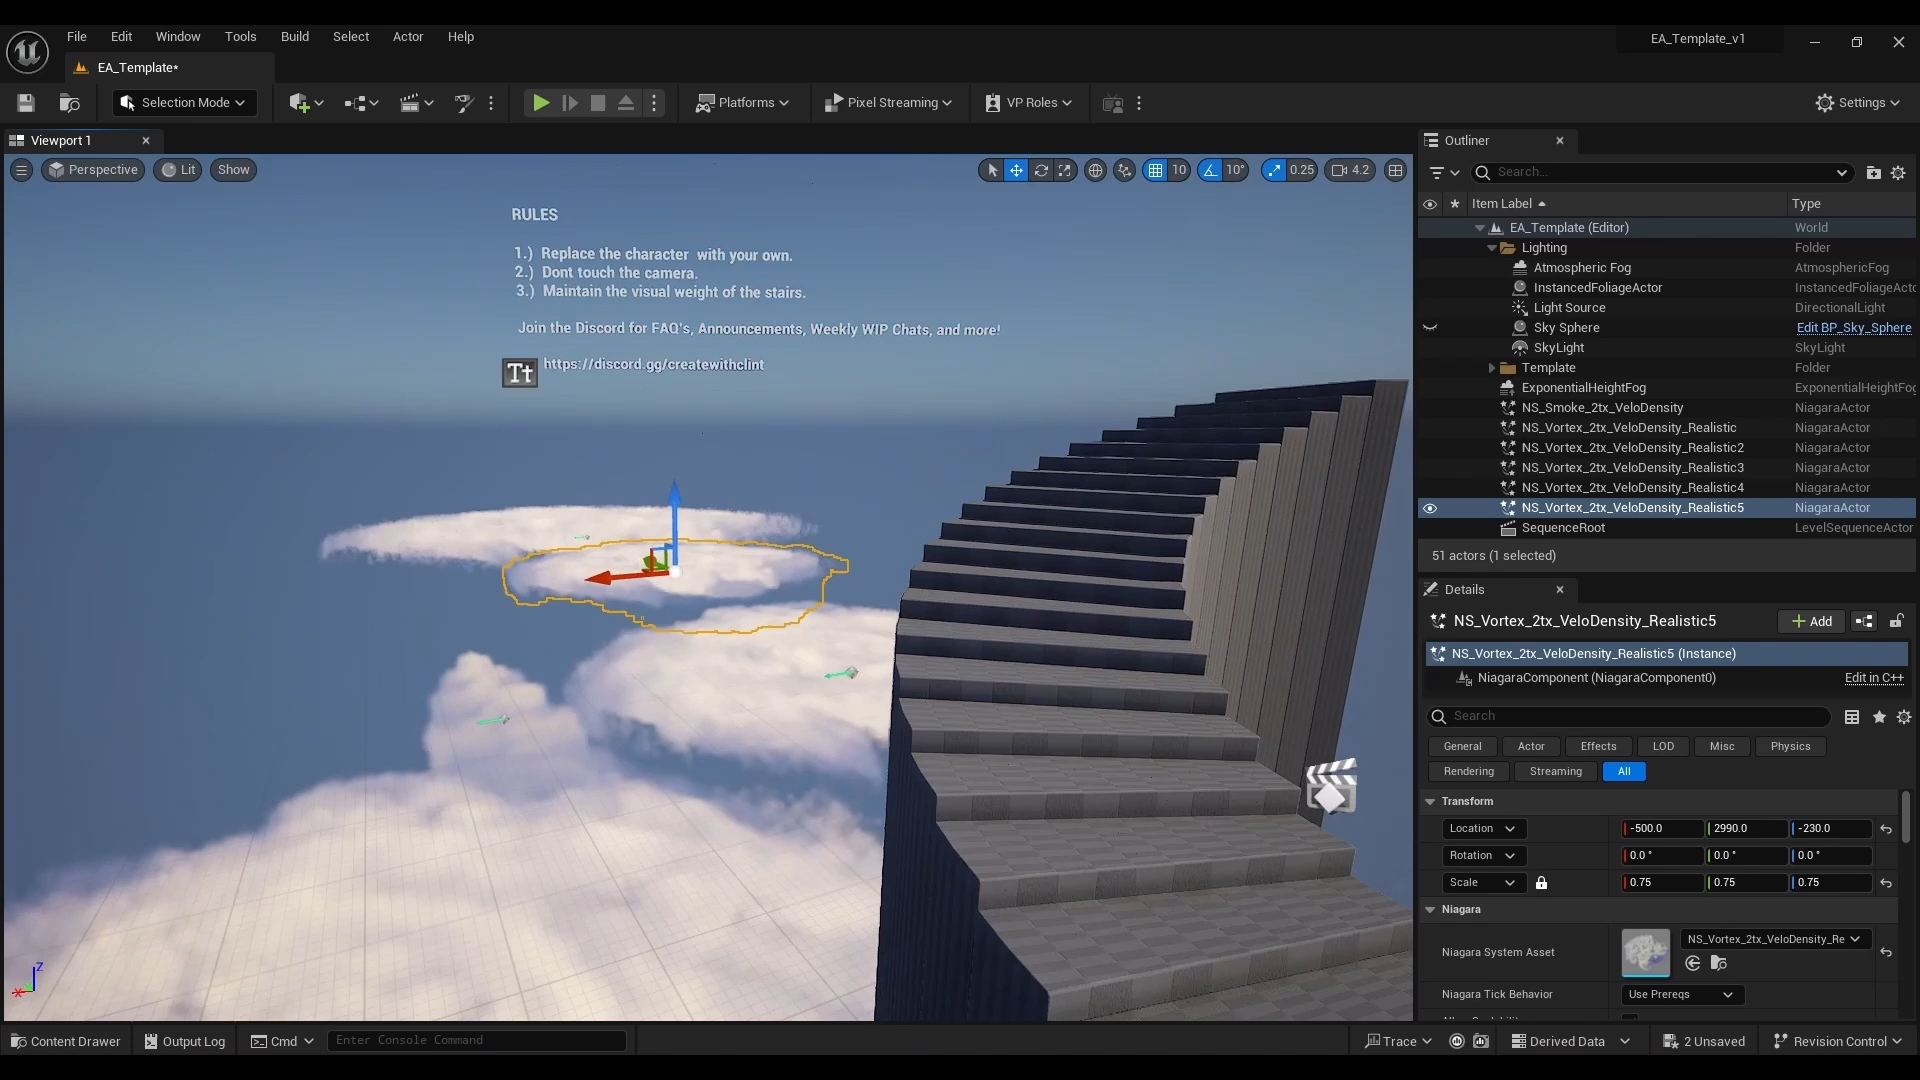 File Edit Window Tools Build Select Actor Help
EA_Template_v1
EA_Template*
Selection Mode
Platforms
Pixel Streaming
VP Roles
Settings
Viewport 1
Perspective
Lit
Show
10
10°
0.25
4.2
RULES
1.) Replace the character with your own.
2.) Dont touch the camera.
3.) Maintain the visual weight of the stairs.
Join the Discord for FAQ's, Announcements, Weekly WIP Chats, and more!
Tt
https://discord.gg/createwithclint
Z
X
Outliner
Search...
Item Label Type
EA_Template (Editor) World
Lighting Folder
Atmospheric Fog AtmosphericFog
InstancedFoliageActor InstancedFoliageActo
Light Source DirectionalLight
Sky Sphere Edit BP_Sky_Sphere
SkyLight SkyLight
Template Folder
ExponentialHeightFog ExponentialHeightFog
NS_Smoke_2tx_VeloDensity NiagaraActor
NS_Vortex_2tx_VeloDensity_Realistic NiagaraActor
NS_Vortex_2tx_VeloDensity_Realistic2 NiagaraActor
NS_Vortex_2tx_VeloDensity_Realistic3 NiagaraActor
NS_Vortex_2tx_VeloDensity_Realistic4 NiagaraActor
NS_Vortex_2tx_VeloDensity_Realistic5 NiagaraActor
SequenceRoot LevelSequenceActor
51 actors (1 selected)
Details
NS_Vortex_2tx_VeloDensity_Realistic5
Add
NS_Vortex_2tx_VeloDensity_Realistic5 (Instance)
NiagaraComponent (NiagaraComponent0) Edit in C++
Search
General Actor Effects LOD Misc Physics
Rendering Streaming All
Transform
Location -500.0 2990.0 -230.0
Rotation 0.0 ° 0.0 ° 0.0 °
Scale 0.75 0.75 0.75
Niagara
Niagara System Asset
NS_Vortex_2tx_VeloDensity_Re
Niagara Tick Behavior Use Prereqs
Content Drawer
Output Log
Cmd
Enter Console Command
Trace
Derived Data
2 Unsaved
Revision Control